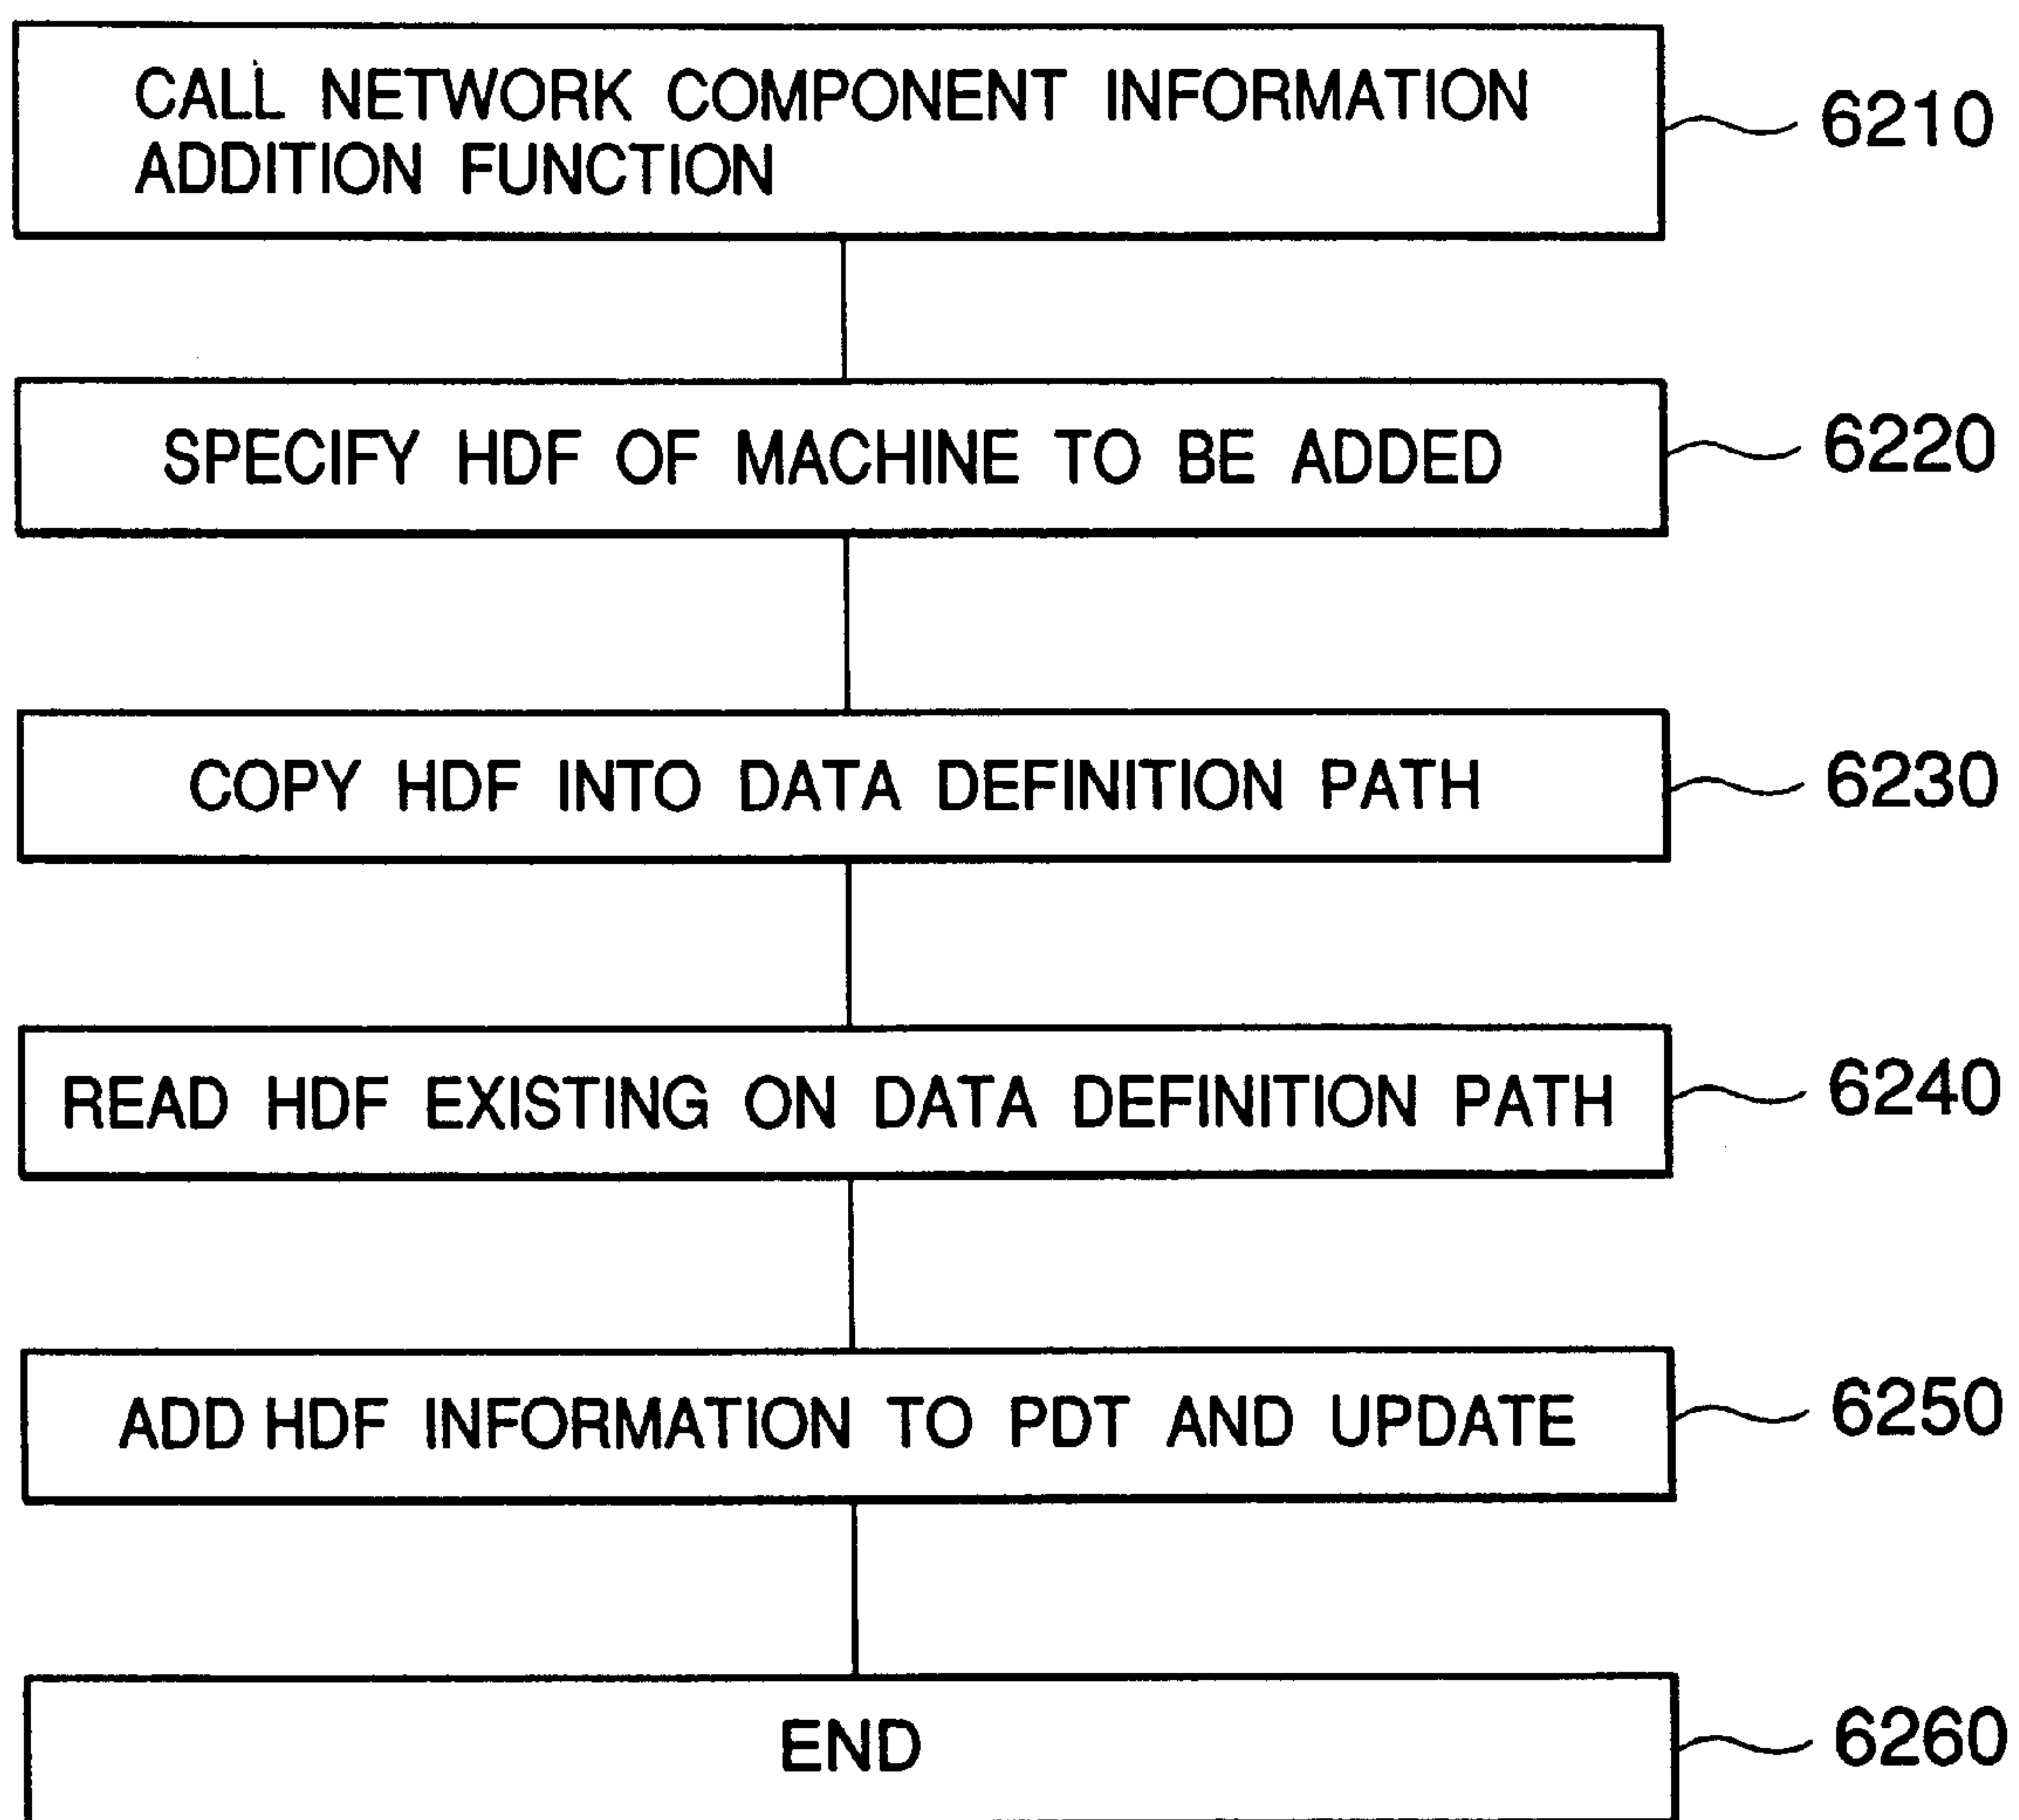 CALL NETWORK COMPONENT INFORMATION
ADDITION FUNCTION
6210
SPECIFY HDF OF MACHINE TO BE ADDED
6220
COPY HDF INTO DATA DEFINITION PATH
6230
READ HDF EXISTING ON DATA DEFINITION PATH
6240
ADD HDF INFORMATION TO PDT AND UPDATE
6250
END
6260